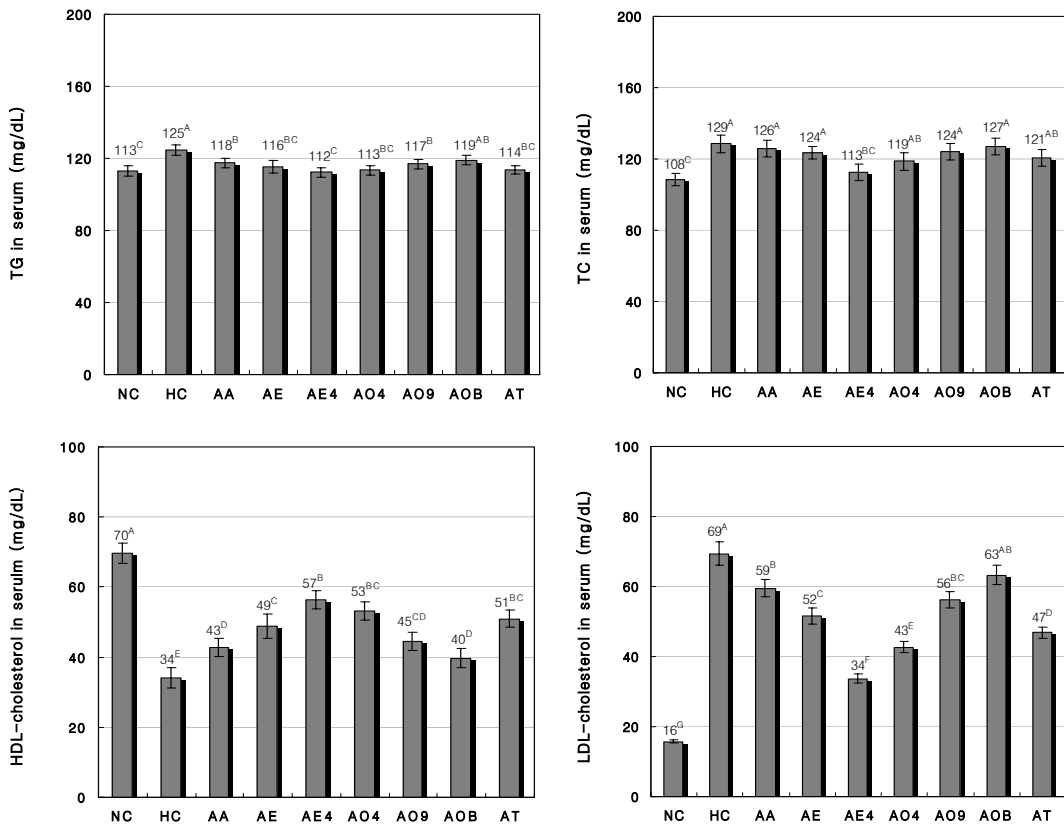 TG in serum (mg/dL)
200
160
120
80
40
0
113C
125A
118B
116BC
112C
113BC
117B
119AB
114BC
NC HC AA AE AE4 AO4 AO9 AOB AT
TC in serum (mg/dL)
200
160
120
80
40
0
108C
129A
126A
124A
113BC
119AB
124A
127A
121AB
NC HC AA AE AE4 AO4 AO9 AOB AT
HDL-cholesterol in serulm (mg/dL)
100
80
60
40
20
0
70A
34E
43D
49C
57B
53BC
45CD
40D
51BC
NC HC AA AE AE4 AO4 AO9 AOB AT
LDL-cholesterol in serum (mg/dL)
100
80
60
40
20
0
16G
69A
59B
52C
34F
43E
56BC
63AB
47D
NC HC AA AE AE4 AO4 AO9 AOB AT